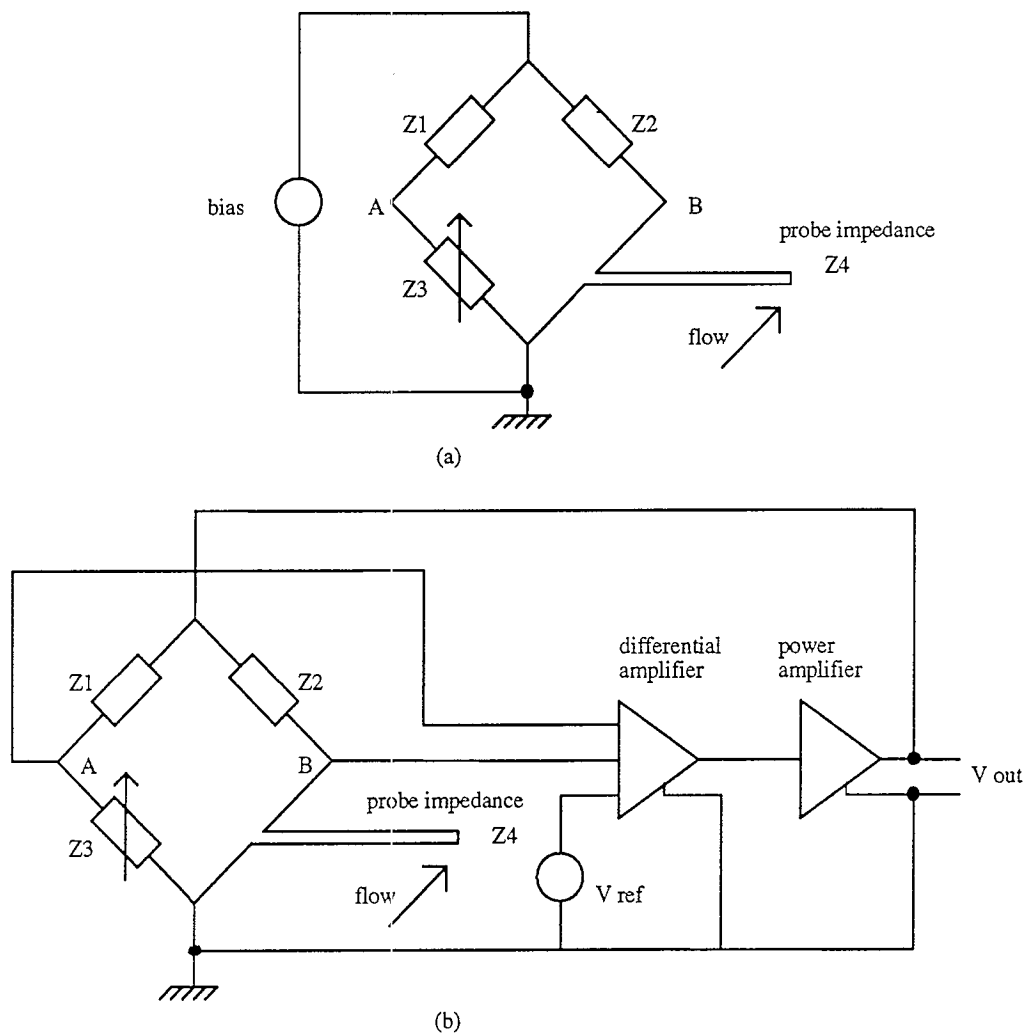 Z1
Z2
bias
A
B
probe impedance
Z4
Z3
flow
(a)
differential
amplifier
power
amplifier
Z1
Z2
A
B
V out
probe impedance
Z4
Z3
flow
V ref
(b)